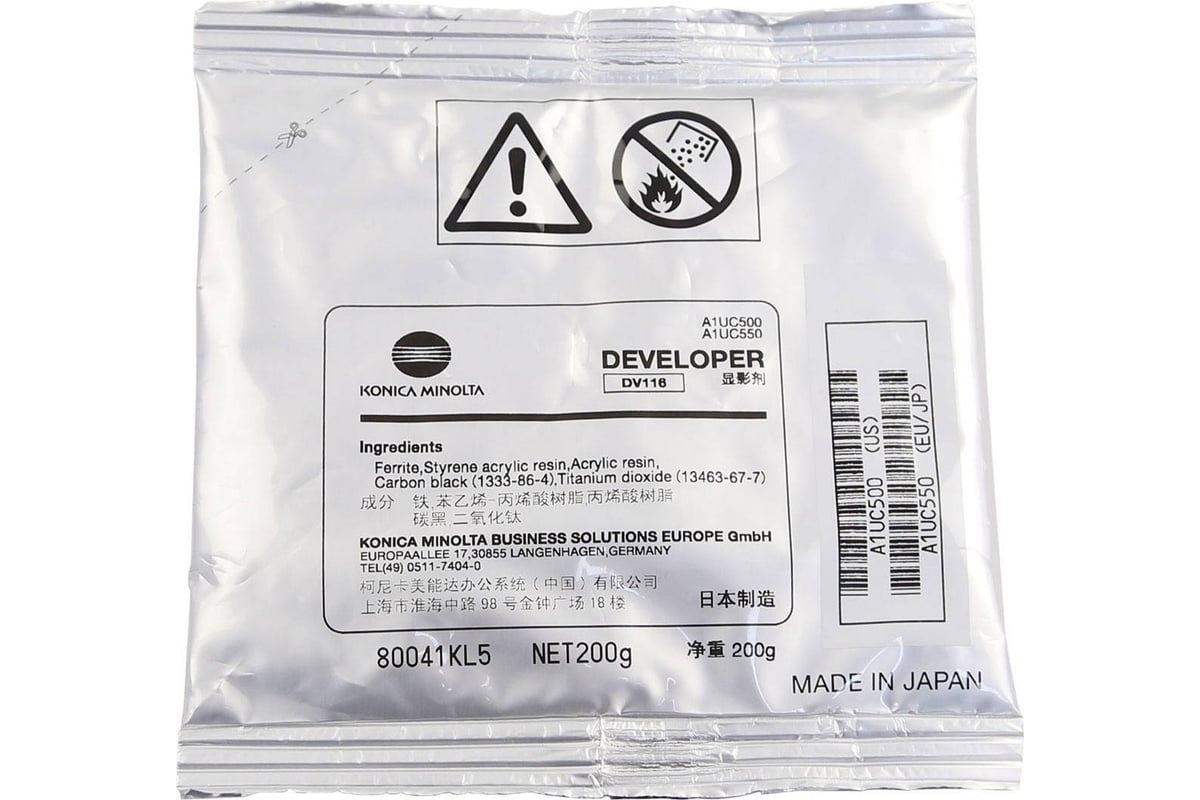 A1UC500
A1UC550
KONICA MINOLTA
DEVELOPER
DV116
显影剂
Ingredients
Ferrite,Styrene acrylic resin,Acrylic resin,
Carbon black (1333-86-4),Titanium dioxide (13463-67-7)
成分 铁,苯乙烯-丙烯酸树脂,丙烯酸树脂
碳黑,二氧化钛
KONICA MINOLTA BUSINESS SOLUTIONS EUROPE GmbH
EUROPAALLEE 17,30855 LANGENHAGEN,GERMANY
TEL(49) 0511-7404-0
柯尼卡美能达办公系统（中国）有限公司
上海市淮海中路 98 号金钟广场 18 楼
日本制造
80041KL5 NET200g 净重 200g
A1UC500 (US)
A1UC550 (EU/JP)
MADE IN JAPAN